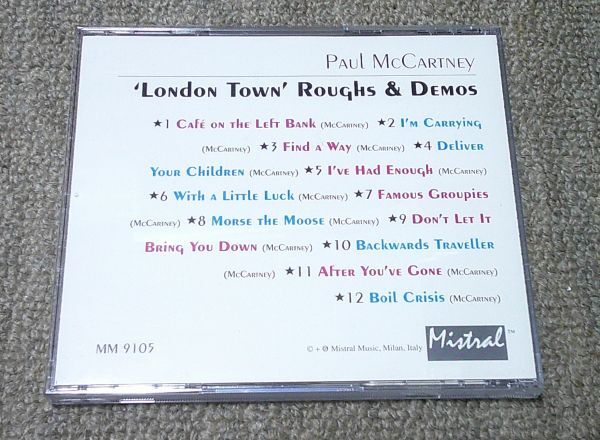 Paul McCartney
'London Town' Roughs & Demos
★1 Café on the Left Bank (McCartney) ★2 I'm Carrying
(McCartney) ★3 Find a Way (McCartney) ★4 Deliver
Your Children (McCartney) ★5 I've Had Enough (McCartney)
★6 With a Little Luck (McCartney) ★7 Famous Groupies
(McCartney) ★8 Morse the Moose (McCartney) ★9 Don't Let It
Bring You Down (McCartney) ★10 Backwards Traveller
(McCartney) ★11 After You've Gone (McCartney)
★12 Boil Crisis (McCartney)
MM 9105
© + Ø Mistral Music, Milan, Italy
Mistral ™